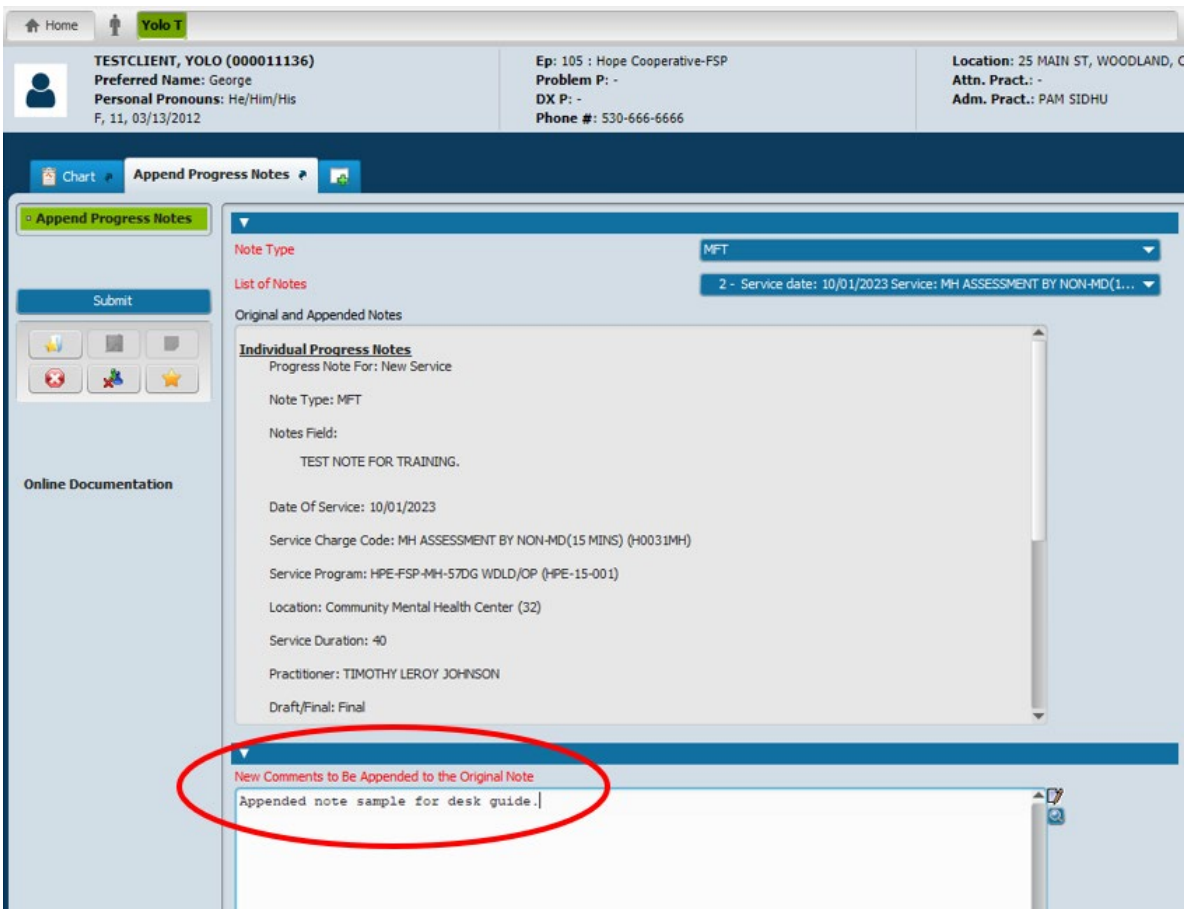 Home
Yolo T
TESTCLIENT, YOLO (000011136)
Preferred Name: George
Personal Pronouns: He/Him/His
F, 11, 03/13/2012
Ep: 105 : Hope Cooperative-FSP
Problem P: -
DX P: -
Phone #: 530-666-6666
Location: 25 MAIN ST, WOODLAND, C
Attn. Pract.: -
Adm. Pract.: PAM SIDHU
Chart
Append Progress Notes
Append Progress Notes
Submit
Online Documentation
Note Type
MFT
List of Notes
2 - Service date: 10/01/2023 Service: MH ASSESSMENT BY NON-MD(1...
Original and Appended Notes
Individual Progress Notes
Progress Note For: New Service
Note Type: MFT
Notes Field:
TEST NOTE FOR TRAINING.
Date Of Service: 10/01/2023
Service Charge Code: MH ASSESSMENT BY NON-MD(15 MINS) (H0031MH)
Service Program: HPE-FSP-MH-57DG WDLD/OP (HPE-15-001)
Location: Community Mental Health Center (32)
Service Duration: 40
Practitioner: TIMOTHY LEROY JOHNSON
Draft/Final: Final
New Comments to Be Appended to the Original Note
Appended note sample for desk guide.